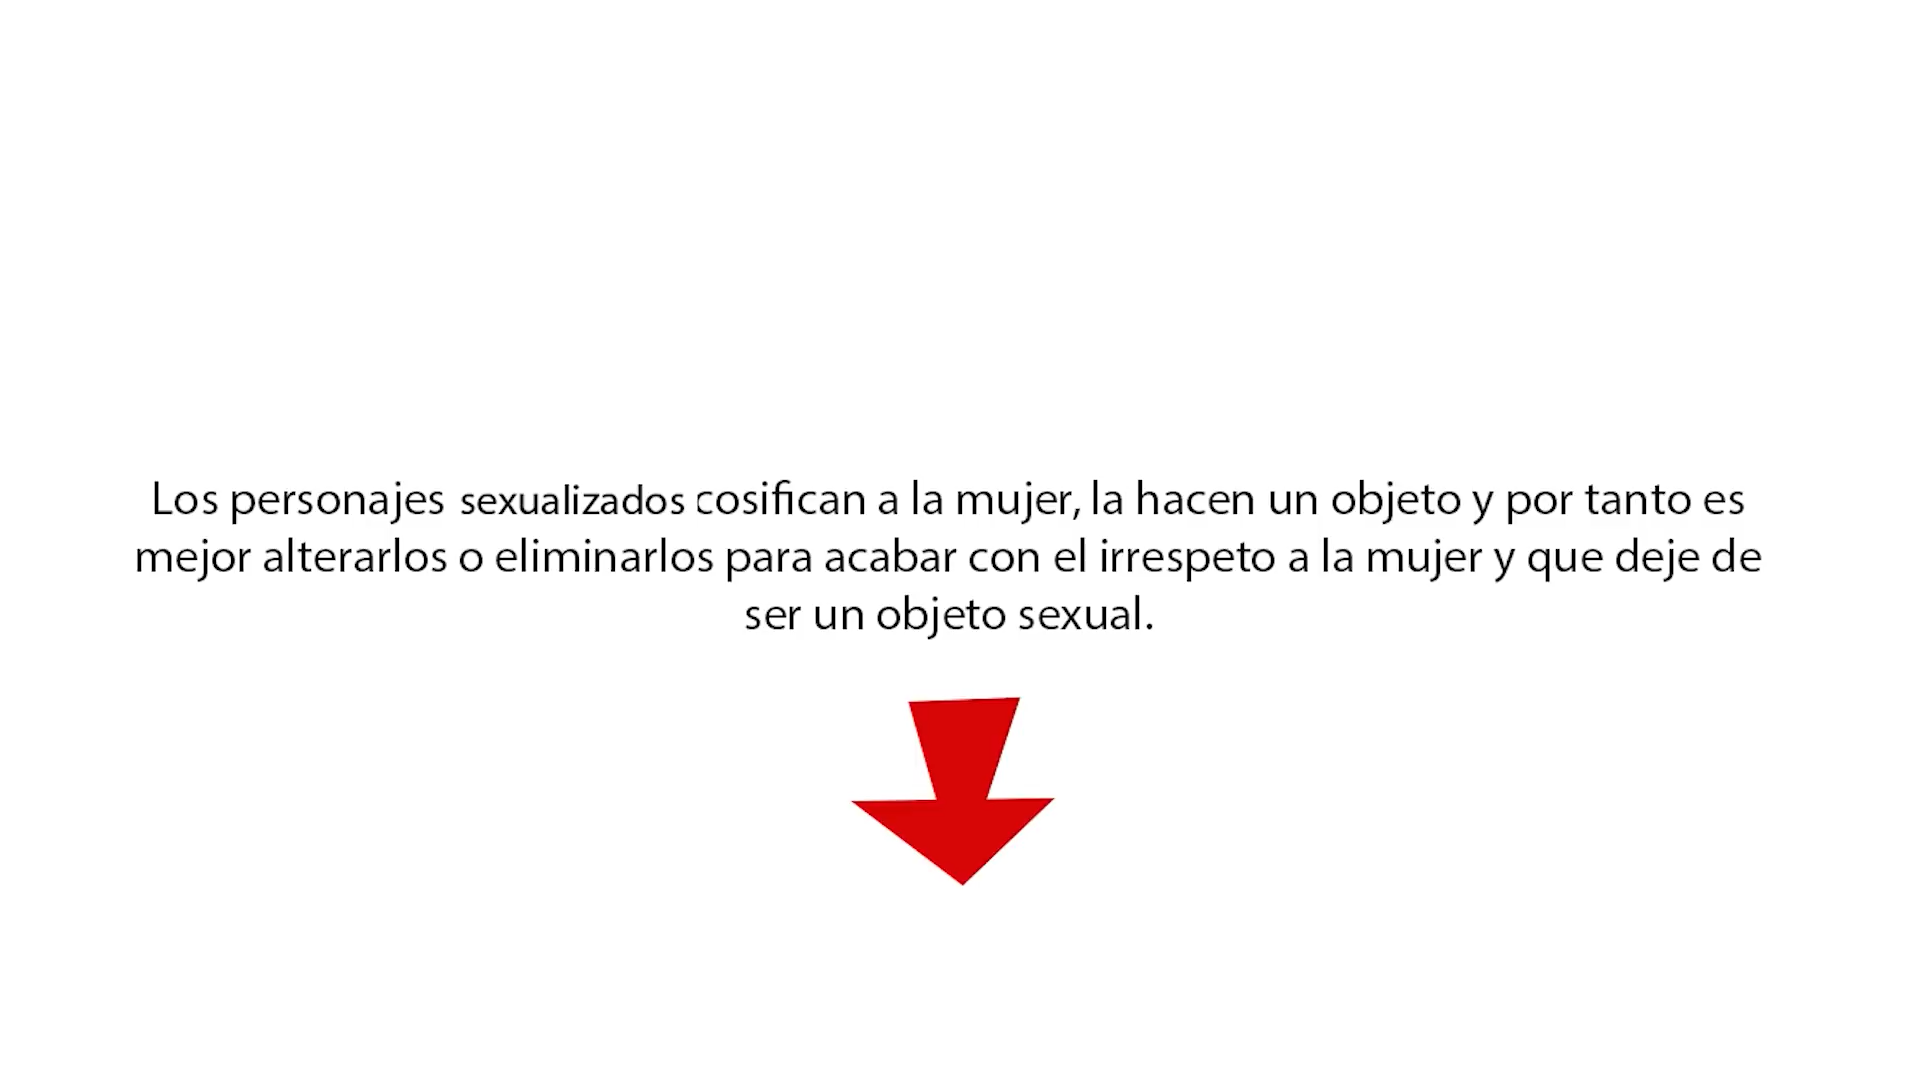 Los personajes sexualizados cosifican a la mujer, la hacen un objeto y por tanto es
mejor alterarlos o eliminarlos para acabar con el irrespeto a la mujer y que deje de
ser un objeto sexual.